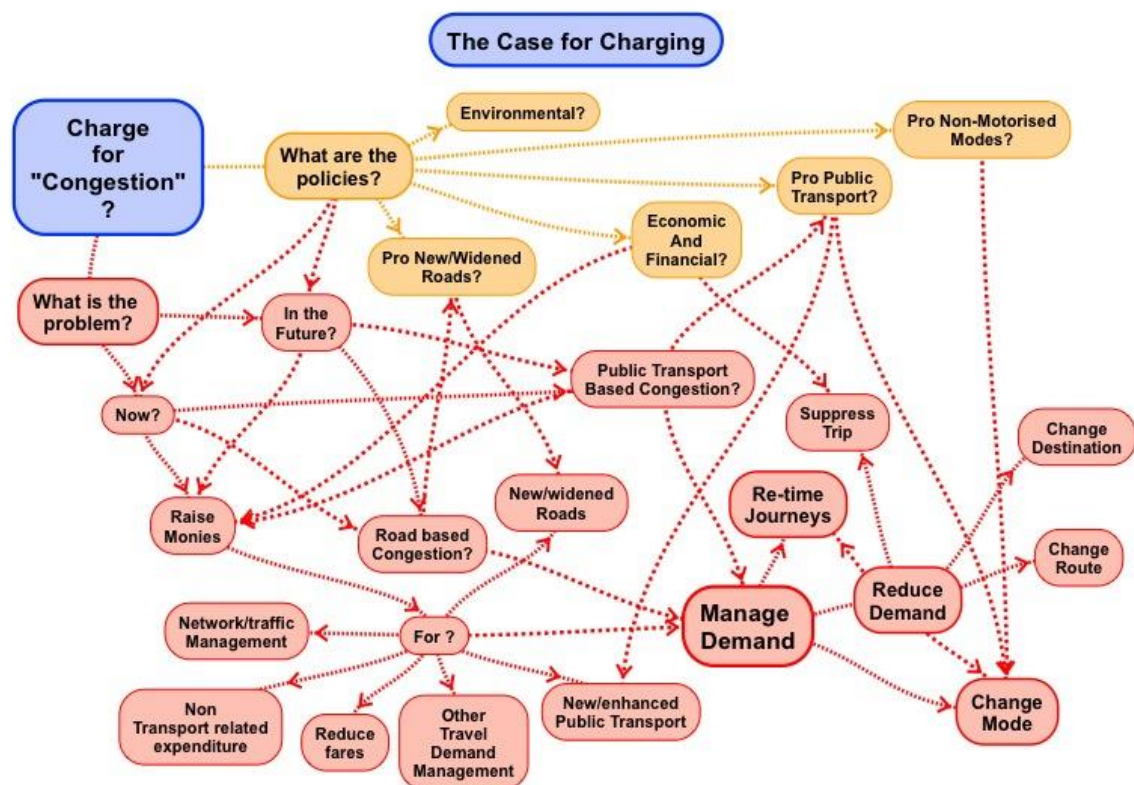 The Case for Charging
Charge
for
"Congestion"
?
What are the
policies?
Environmental?
Pro Non-Motorised
Modes?
Pro Public
Transport?
Economic
And
Financial?
Pro New/Widened
Roads?
What is the
problem?
In the
Future?
Public Transport
Based Congestion?
Now?
Suppress
Trip
Change
Destination
Raise
Monies
Road based
Congestion?
New/widened
Roads
Re-time
Journeys
Change
Route
Reduce
Demand
Manage
Demand
Network/traffic
Management
For ?
Non
Transport related
expenditure
Reduce
fares
Other
Travel
Demand
Management
New/enhanced
Public Transport
Change
Mode